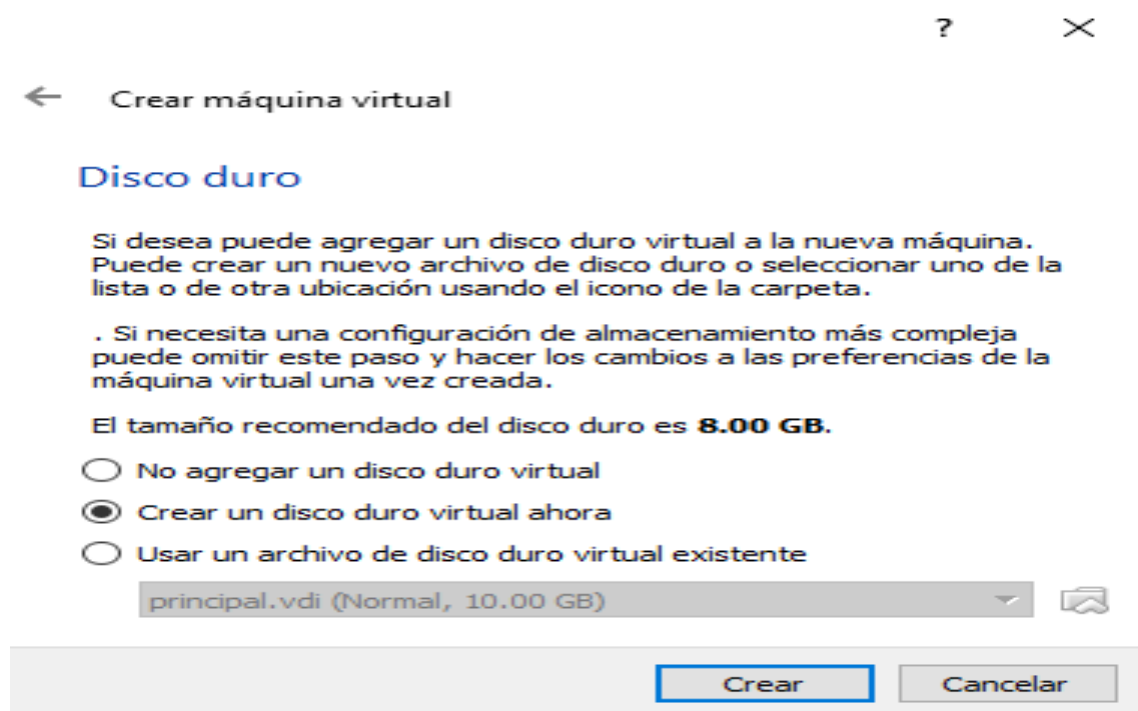 ?
Crear máquina virtual
Disco duro
Si desea puede agregar un disco duro virtual a la nueva máquina.
Puede crear un nuevo archivo de disco duro o seleccionar uno de la
lista o de otra ubicación usando el icono de la carpeta.
. Si necesita una configuración de almacenamiento más compleja
puede omitir este paso y hacer los cambios a las preferencias de la
máquina virtual una vez creada.
El tamaño recomendado del disco duro es 8.00 GB.
No agregar un disco duro virtual
Crear un disco duro virtual ahora
Usar un archivo de disco duro virtual existente
principal.vdi (Normal, 10.00 GB)
Crear
Cancelar